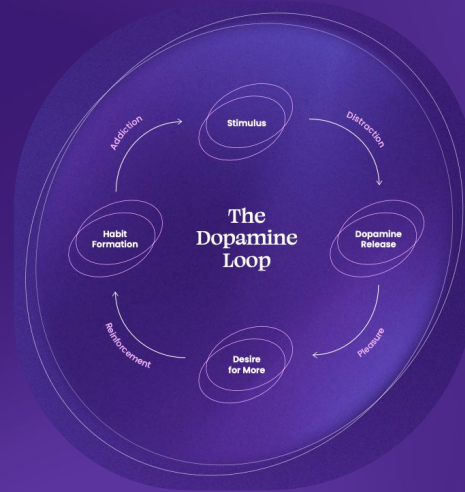 Stimulus
Distraction
Dopamine
Release
Pleasure
Desire
for More
Reinforcement
Habit
Formation
Addiction
The
Dopamine
Loop